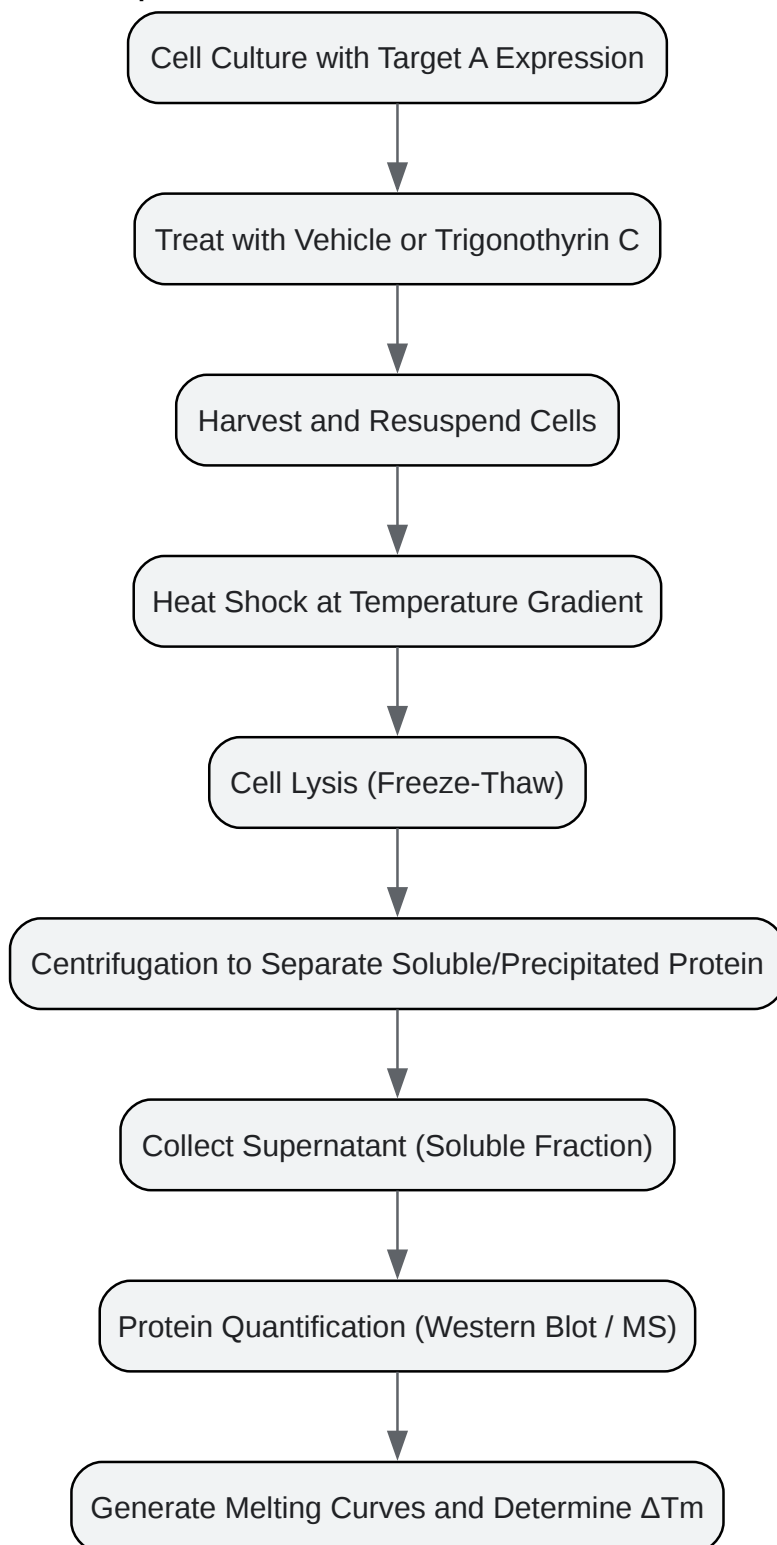 Cell Culture with Target A Expression
Treat with Vehicle or Trigonothyrin C
Harvest and Resuspend Cells
Heat Shock at Temperature Gradient
Cell Lysis (Freeze-Thaw)
Centrifugation to Separate Soluble/Precipitated Protein
Collect Supernatant (Soluble Fraction)
Protein Quantification (Western Blot / MS)
Generate Melting Curves and Determine ΔTm